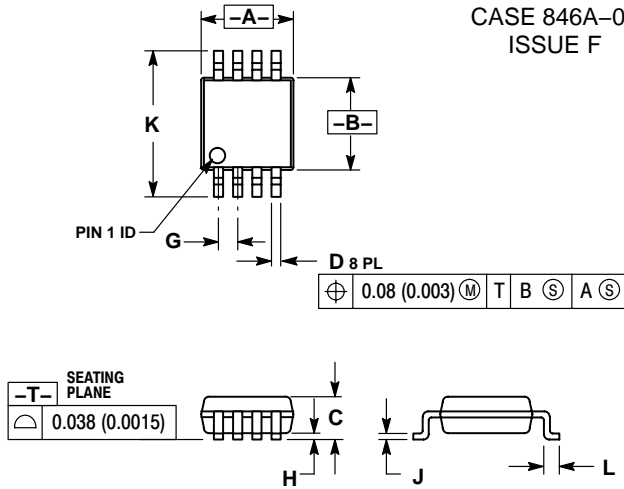 –A–
CASE 846A–0
ISSUE F
K
–B–
PIN 1 ID
G
D 8 PL
0.08 (0.003) Ⓜ T B Ⓢ A Ⓢ
–T– SEATING PLANE
0.038 (0.0015)
C
H
J
L